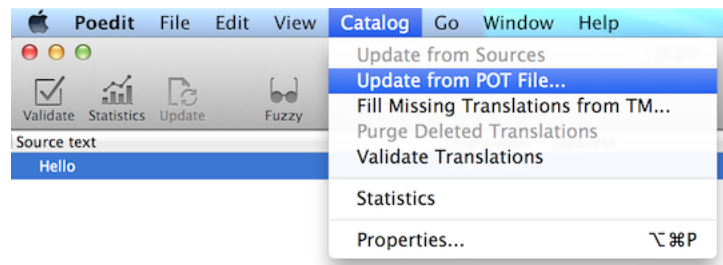 Poedit File Edit View Catalog Go Window Help
Update from Sources
Update from POT File...
Fill Missing Translations from TM...
Purge Deleted Translations
Validate Translations
Statistics
Properties... ⌥⌘P
Validate Statistics Update Fuzzy
Source text
Hello